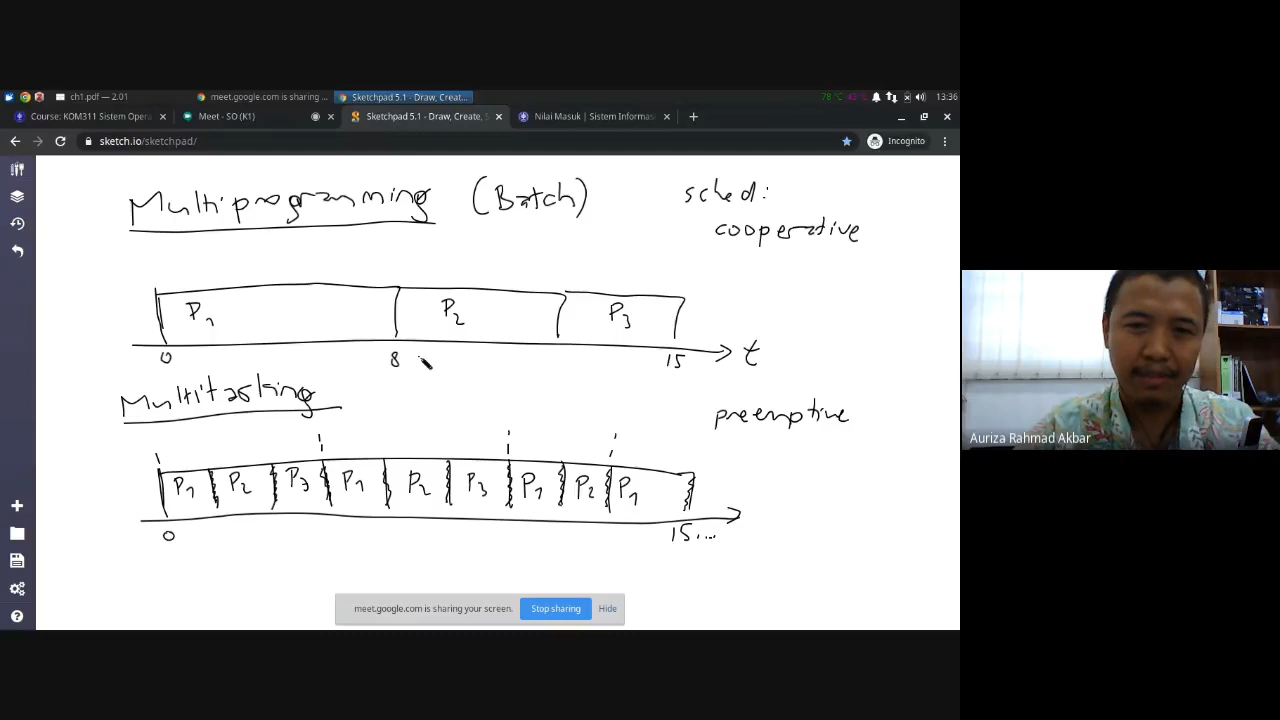 ch1.pdf — 2.01
meet.google.com is sharing ...
Sketchpad 5.1 - Draw, Creat...
78 °C
13:36
Course: KOM311 Sistem Opera
Meet - SO (K1)
Sketchpad 5.1 - Draw, Create, S
Nilai Masuk | Sistem Informas
sketch.io/sketchpad/
Incognito
Multiprogramming (Batch)
sched:
cooperative
P1 P2 P3
0 8 15 t
Multitasking
preemptive
P1 P2 P3 P1 P2 P3 P1 P2 P1
0 15...
meet.google.com is sharing your screen.
Stop sharing
Hide
Auriza Rahmad Akbar